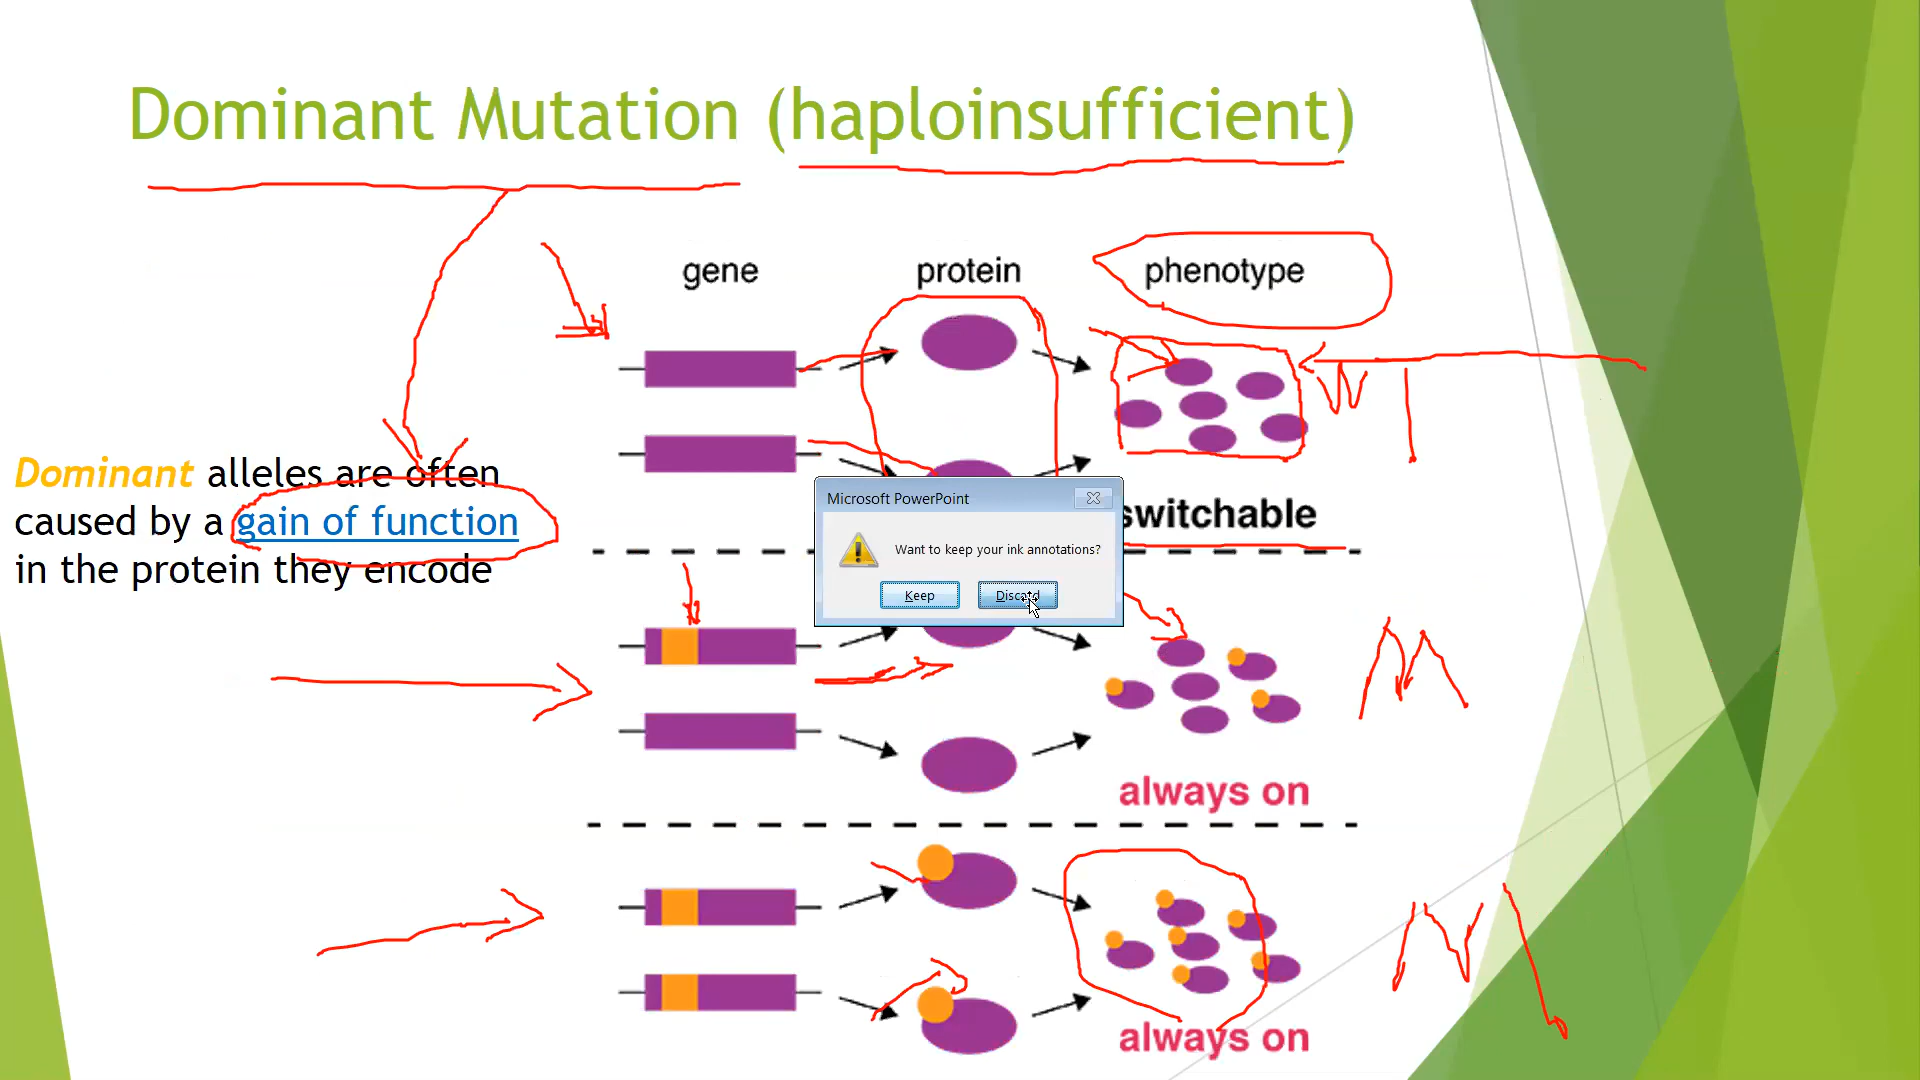 Dominant Mutation (haploinsufficient)
gene protein phenotype
WT
Dominant alleles are often
caused by a gain of function
in the protein they encode
switchable
Microsoft PowerPoint
Want to keep your ink annotations?
Keep Discard
M
always on
M
always on